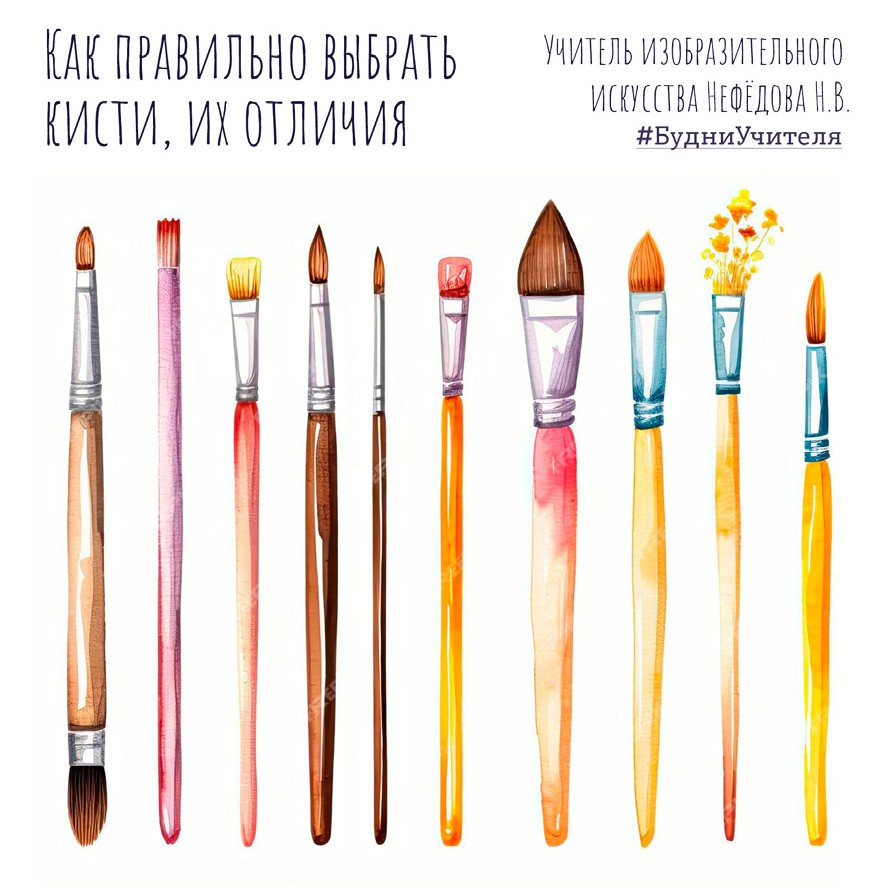 Как правильно выбрать
кисти, их отличия
Учитель изобразительного
искусства Нефёдова Н.В.
#БудниУчителя